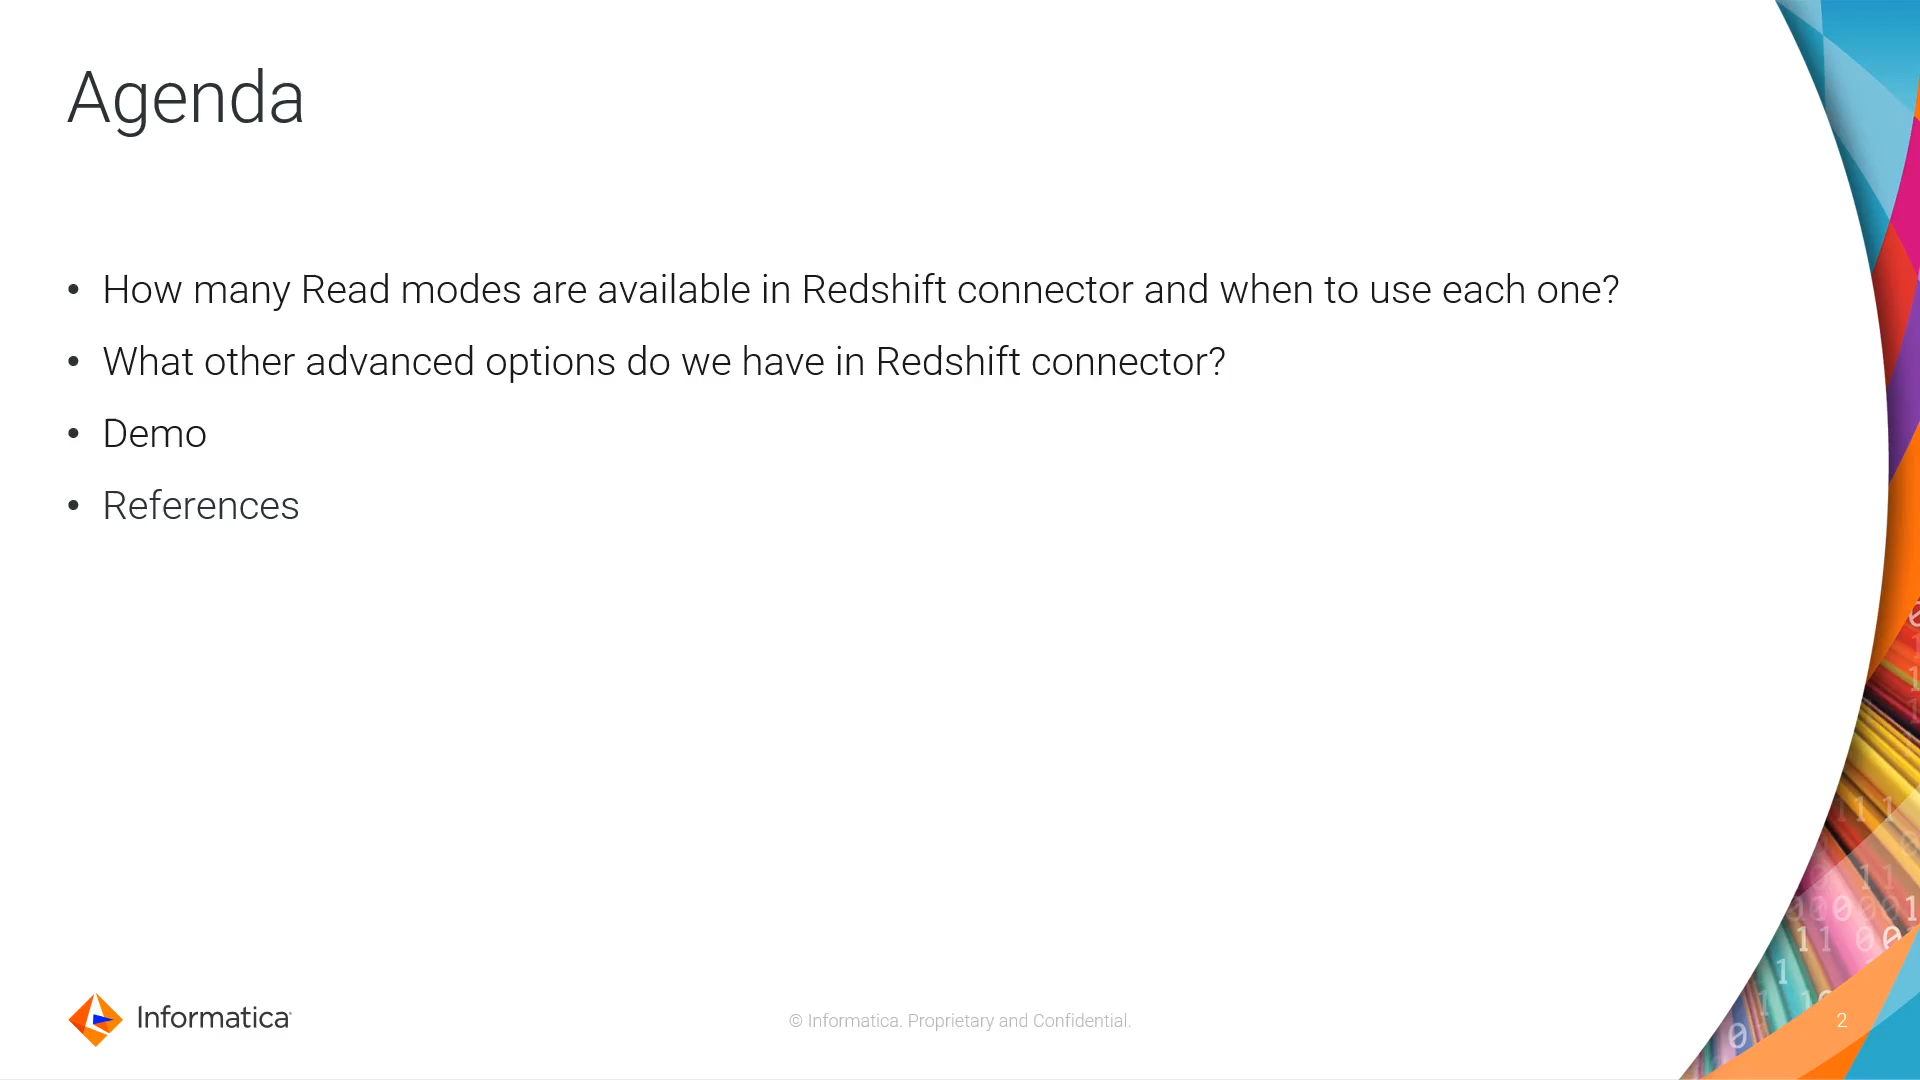 Agenda
• How many Read modes are available in Redshift connector and when to use each one?
• What other advanced options do we have in Redshift connector?
• Demo
• References
Informatica
© Informatica. Proprietary and Confidential.
2